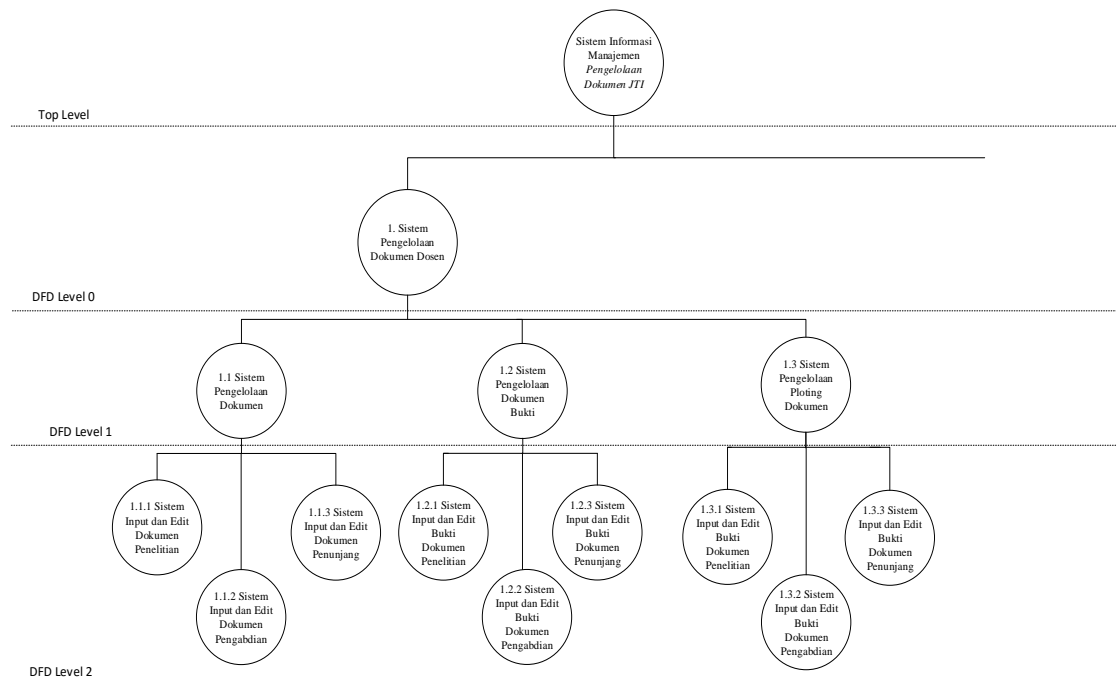 Sistem Informasi
Manajemen
Pengelolaan
Dokumen JTI
Top Level
1. Sistem
Pengelolaan
Dokumen Dosen
DFD Level 0
1.1 Sistem
Pengelolaan
Dokumen
1.2 Sistem
Pengelolaan
Dokumen
Bukti
1.3 Sistem
Pengelolaan
Ploting
Dokumen
DFD Level 1
1.1.1 Sistem
Input dan Edit
Dokumen
Penelitian
1.1.2 Sistem
Input dan Edit
Dokumen
Pengabdian
1.1.3 Sistem
Input dan Edit
Dokumen
Penunjang
1.2.1 Sistem
Input dan Edit
Bukti
Dokumen
Penelitian
1.2.2 Sistem
Input dan Edit
Bukti
Dokumen
Pengabdian
1.2.3 Sistem
Input dan Edit
Bukti
Dokumen
Penunjang
1.3.1 Sistem
Input dan Edit
Bukti
Dokumen
Penelitian
1.3.2 Sistem
Input dan Edit
Bukti
Dokumen
Pengabdian
1.3.3 Sistem
Input dan Edit
Bukti
Dokumen
Penunjang
DFD Level 2